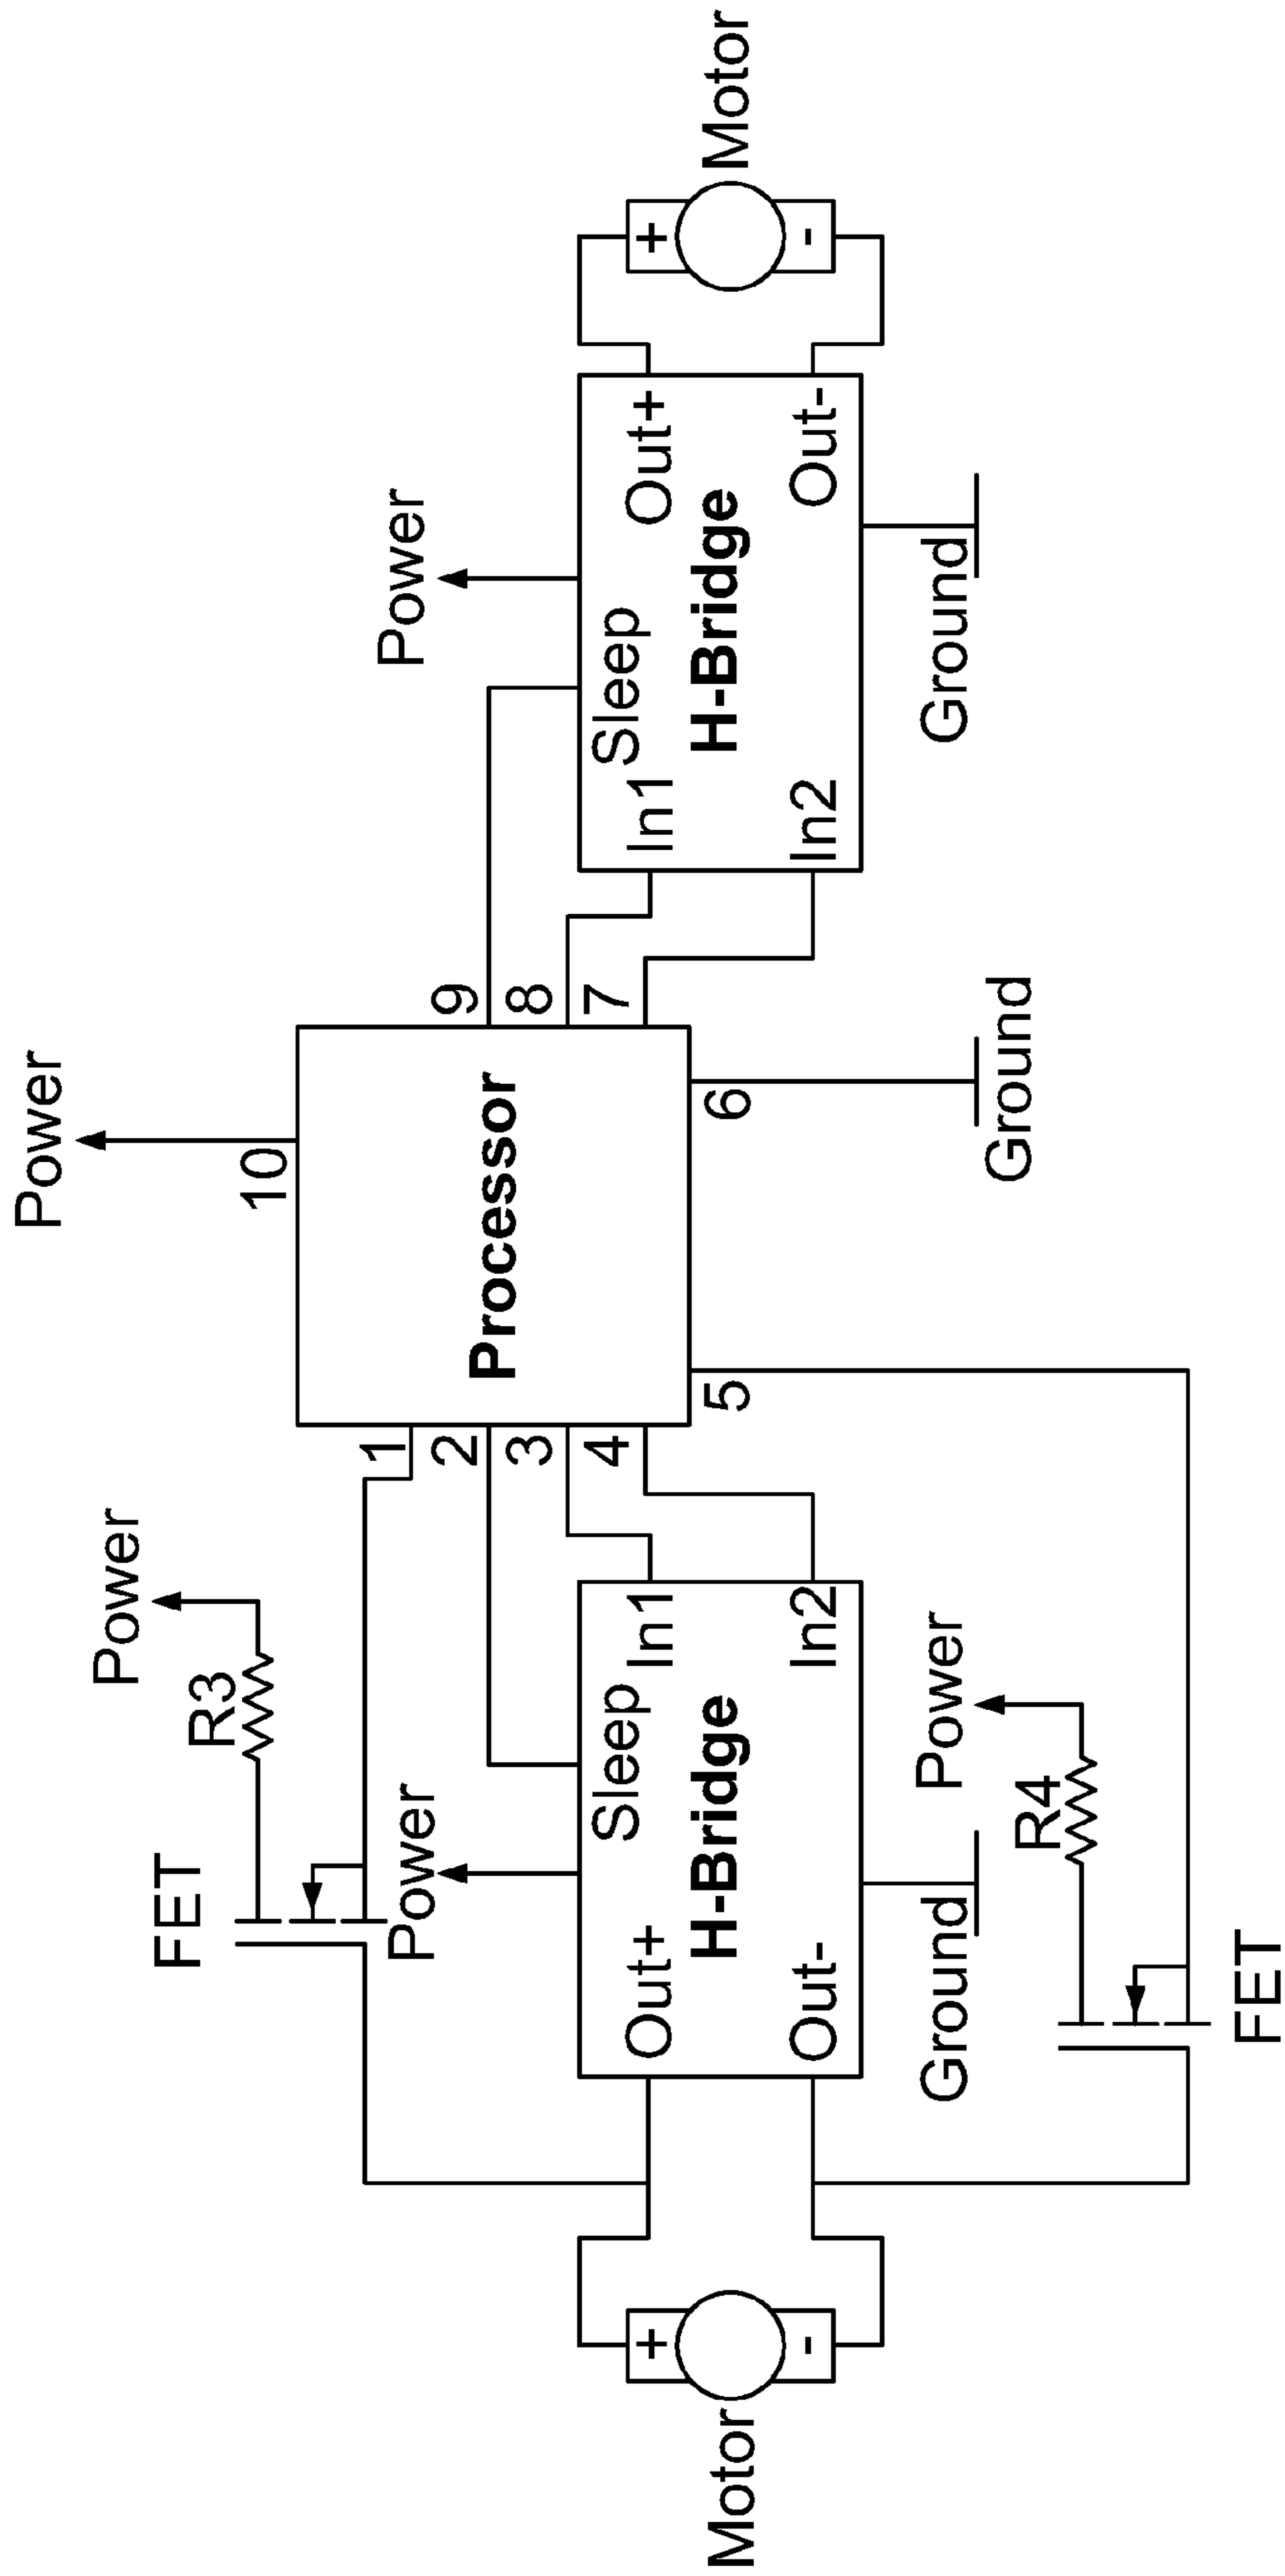 Power
10
Processor
1
2
3
4
5
6
7
8
9
Ground
Power
R3
FET
Power
Sleep
Out+
In1
H-Bridge
Out-
In2
Ground
Motor
+
-
Power
R4
FET
Power
Sleep
In1
Out+
H-Bridge
In2
Out-
Ground
+
-
Motor